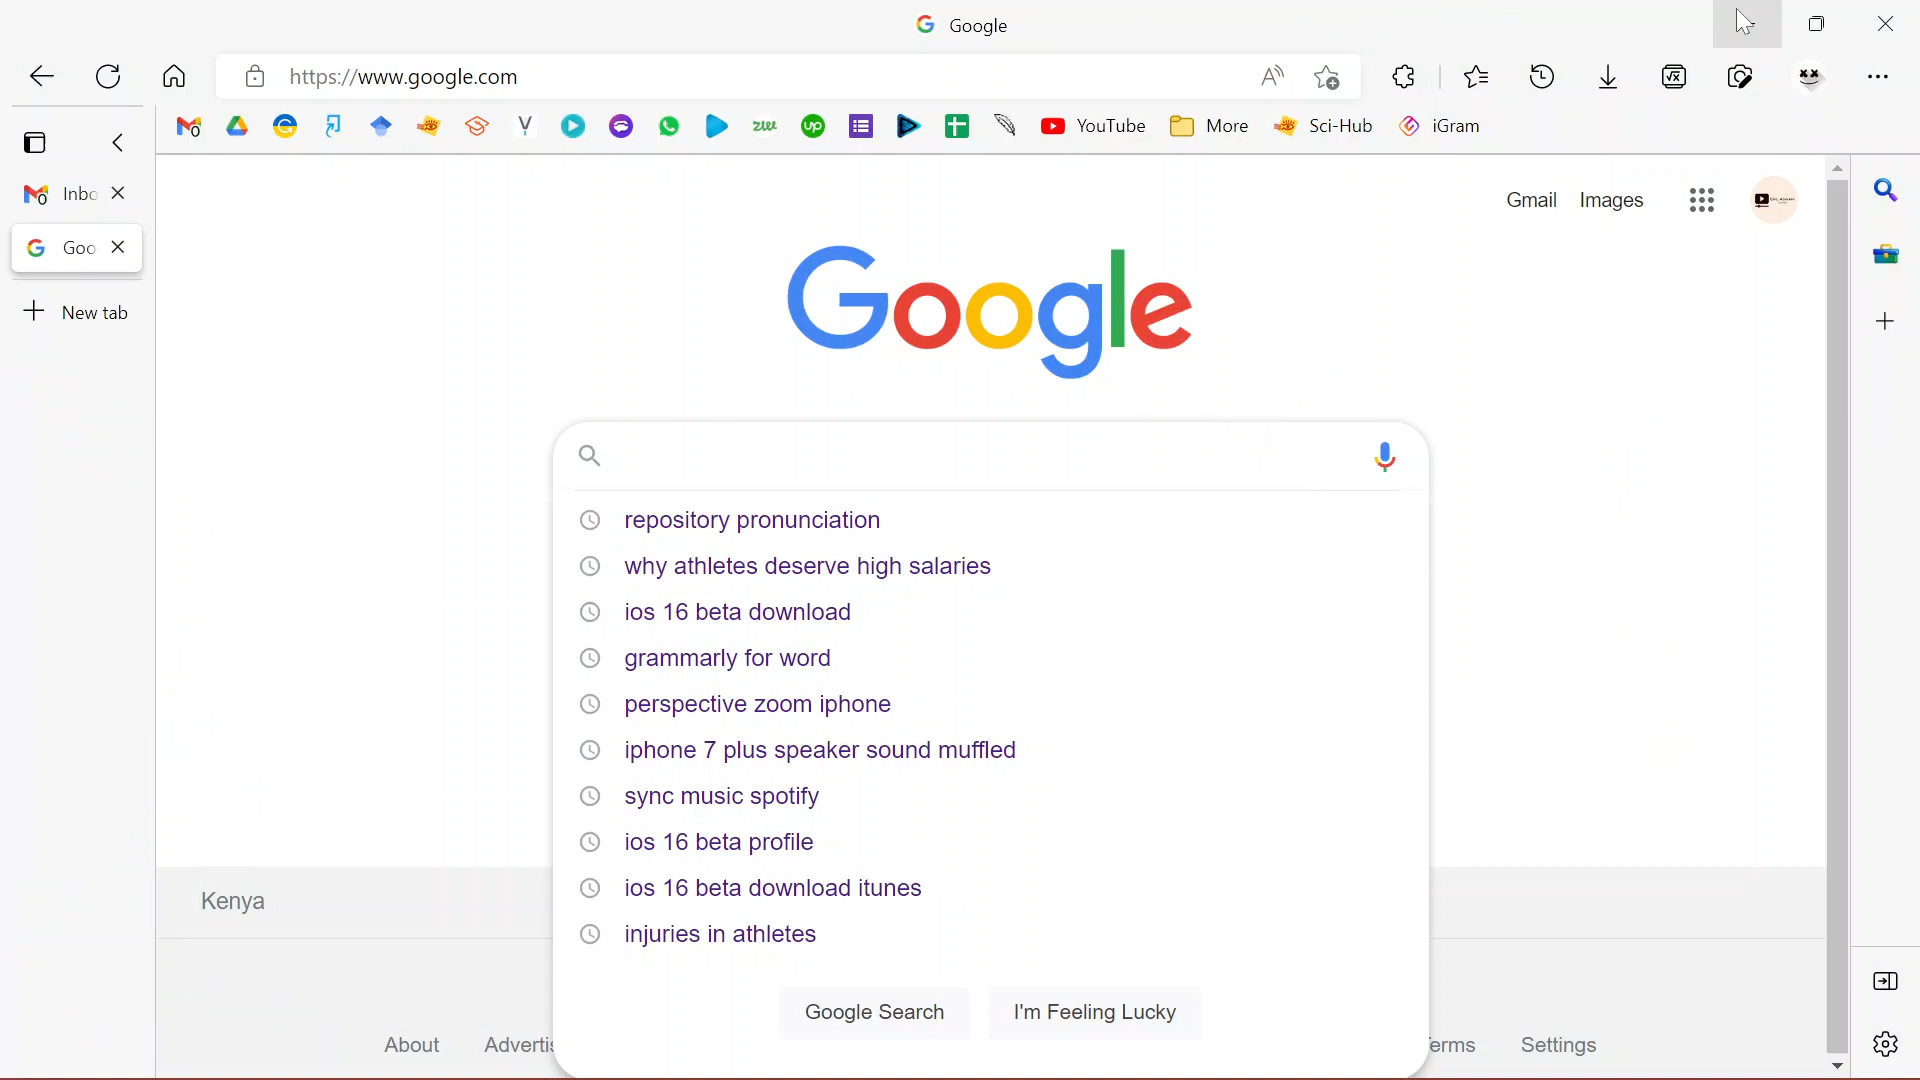 Google
https://www.google.com
YouTube More Sci-Hub iGram
Inbo
Goo
New tab
Gmail Images
Google
repository pronunciation
why athletes deserve high salaries
ios 16 beta download
grammarly for word
perspective zoom iphone
iphone 7 plus speaker sound muffled
sync music spotify
ios 16 beta profile
ios 16 beta download itunes
injuries in athletes
Kenya
Google Search I'm Feeling Lucky
About Advertis erms Settings